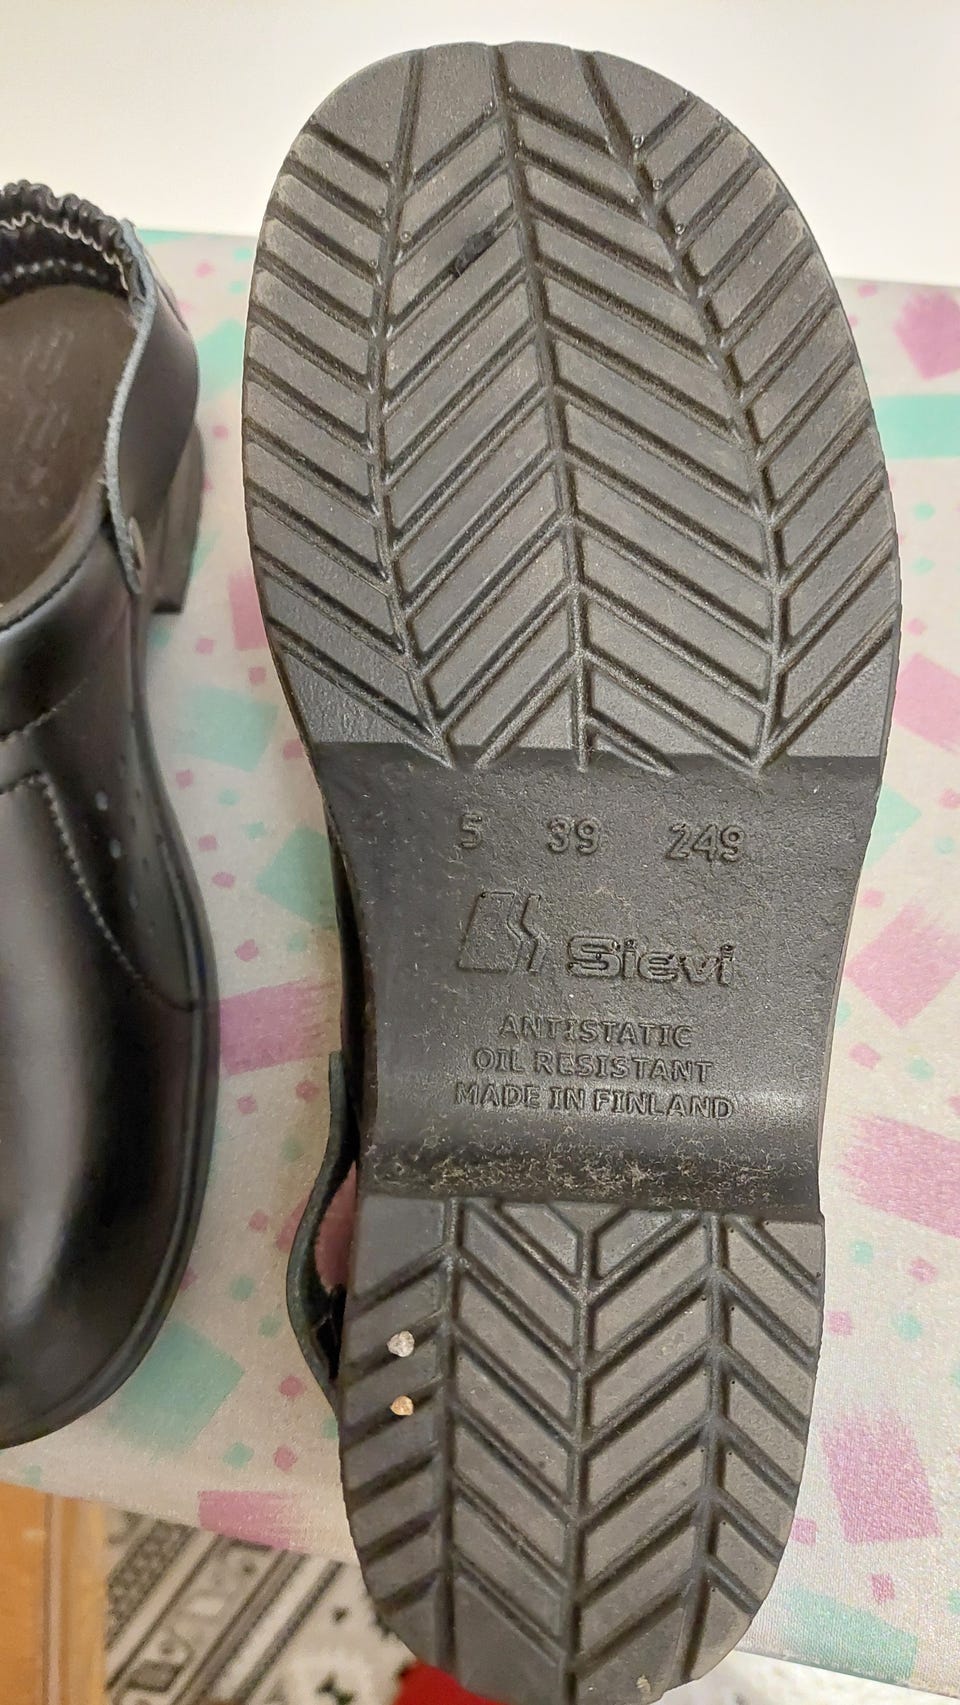 5 39 249
Sievi
ANTISTATIC
OIL RESISTANT
MADE IN FINLAND